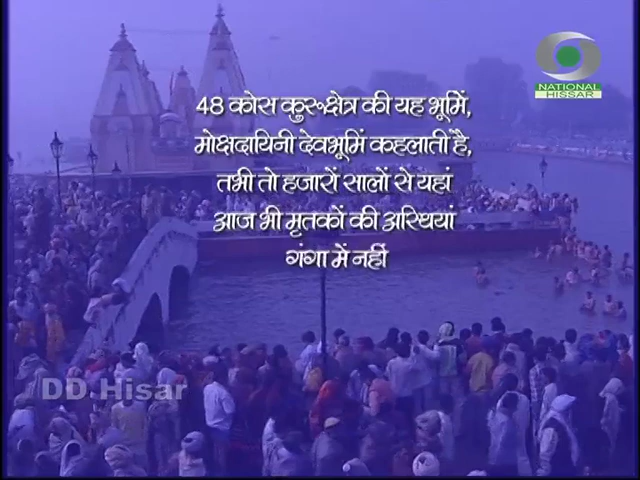 NATIONAL
HISSAR
48 कोस कुरुक्षेत्र की यह भूमिं,
मोक्षदायिनी देवभूमिं कहलाती है,
तभी तो हजारों सालों से यहां
आज भी मृतकों की अस्थियां
गंगा में नहीं
DD Hisar